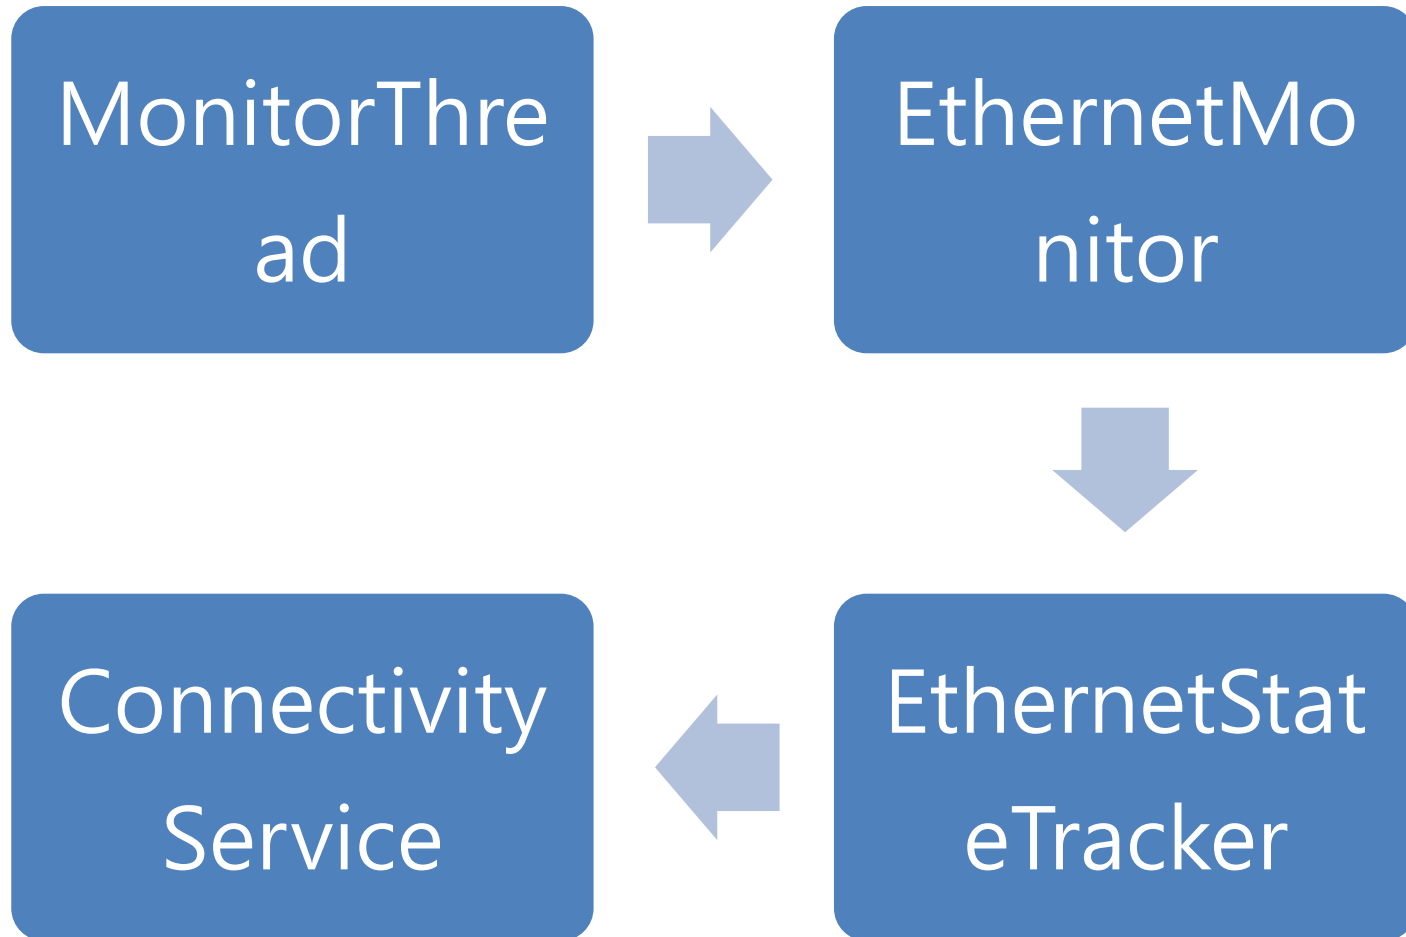 MonitorThre
ad
EthernetMo
nitor
Connectivity
Service
EthernetStat
eTracker